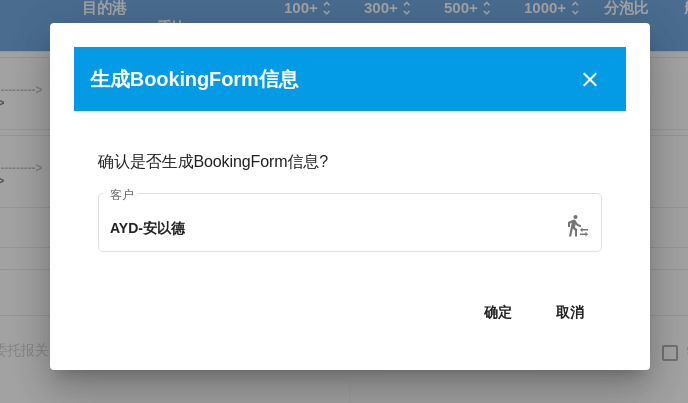 目的港 100+ 300+ 500+ 1000+ 分泡比
生成BookingForm信息
确认是否生成BookingForm信息?
客户
AYD-安以德
确定 取消
委托报关